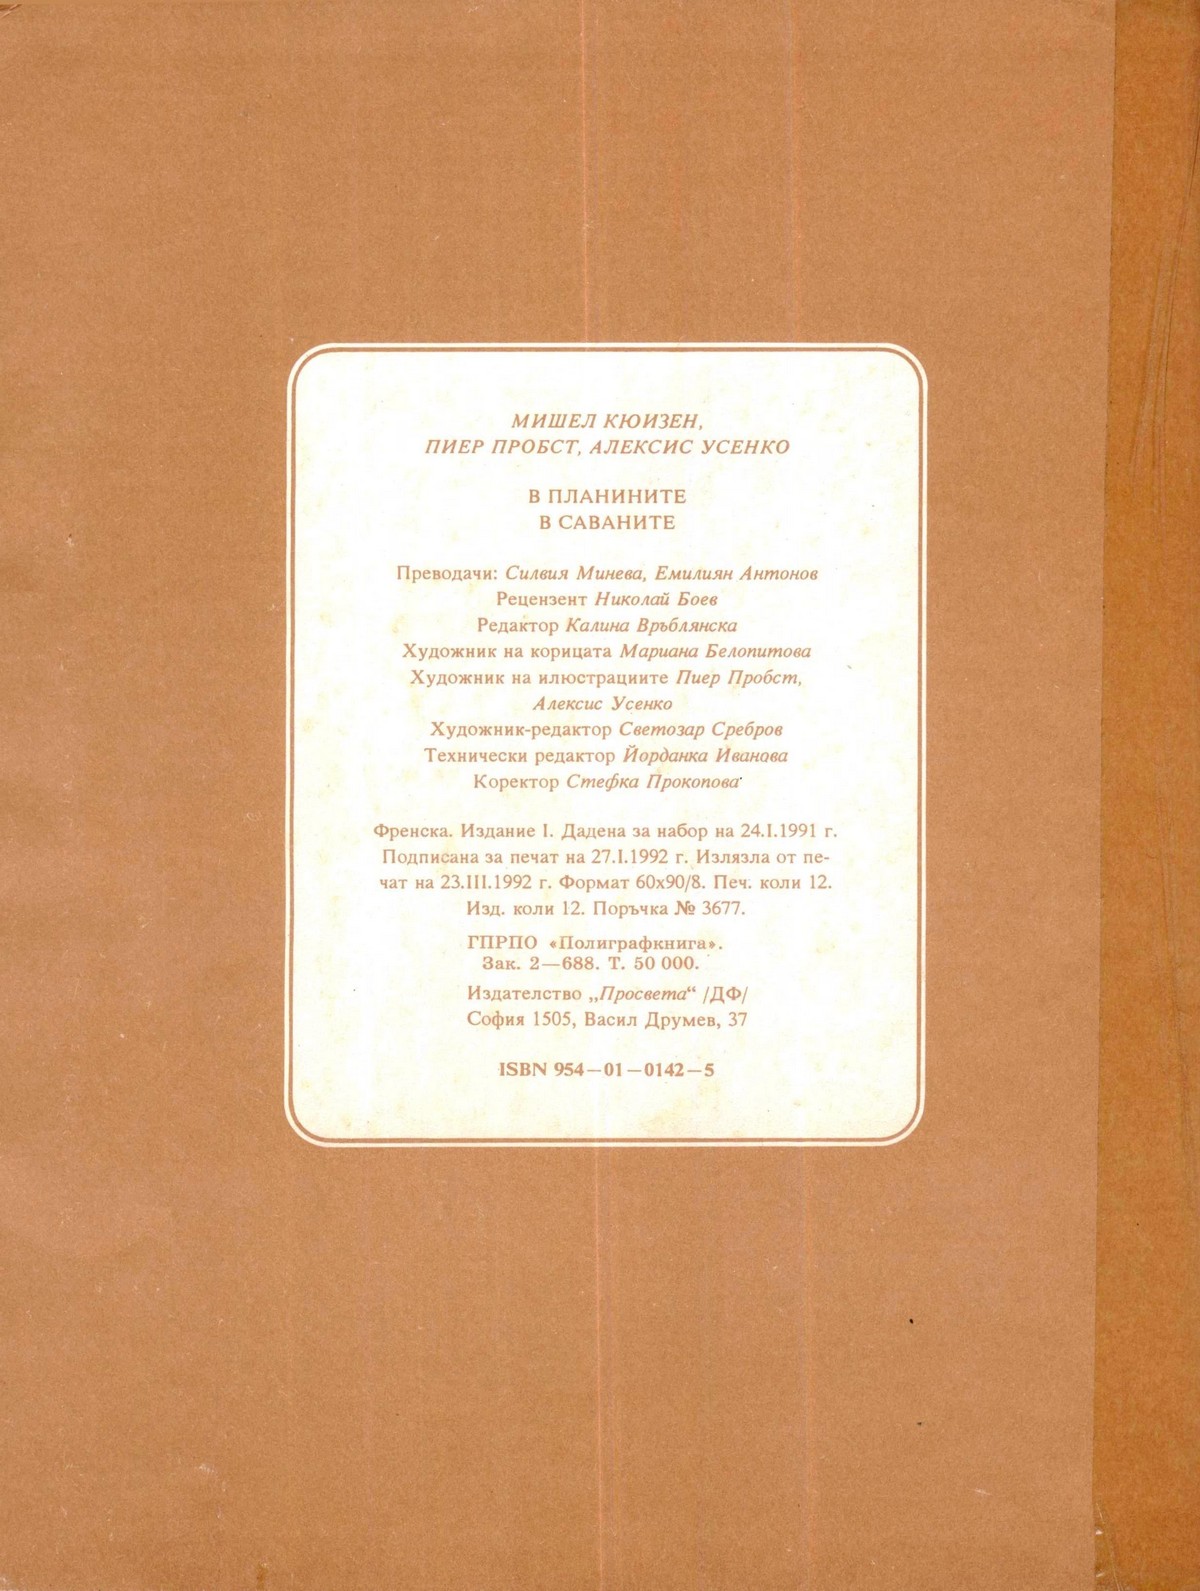 МИШЕЛ КЮИЗЕН,
ПИЕР ПРОБСТ, АЛЕКСИС УСЕНКО
В ПЛАНИНИТЕ
В САВАНИТЕ
Преводачи: Силвия Минева, Емилиян Антонов
Рецензент Николай Боев
Редактор Калина Връблянска
Художник на корицата Мариана Белопитова
Художник на илюстрациите Пиер Пробст,
Алексис Усенко
Художник-редактор Светозар Сребров
Технически редактор Йорданка Иванова
Коректор Стефка Прокопова
Френска. Издание I. Дадена за набор на 24.I.1991 г.
Подписана за печат на 27.I.1992 г. Излязла от пе-
чат на 23.III.1992 г. Формат 60x90/8. Печ. коли 12.
Изд. коли 12. Поръчка № 3677.
ГПРПО «Полиграфкнига».
Зак. 2—688. Т. 50 000.
Издателство „Просвета“ /ДФ/
София 1505, Васил Друмев, 37
ISBN 954—01—0142—5